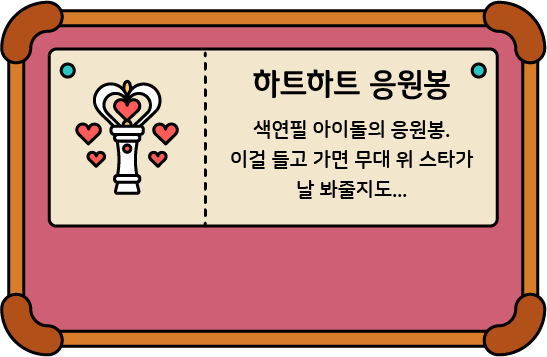 하트하트 응원봉
색연필 아이돌의 응원봉.
이걸 들고 가면 무대 위 스타가
날 봐줄지도...